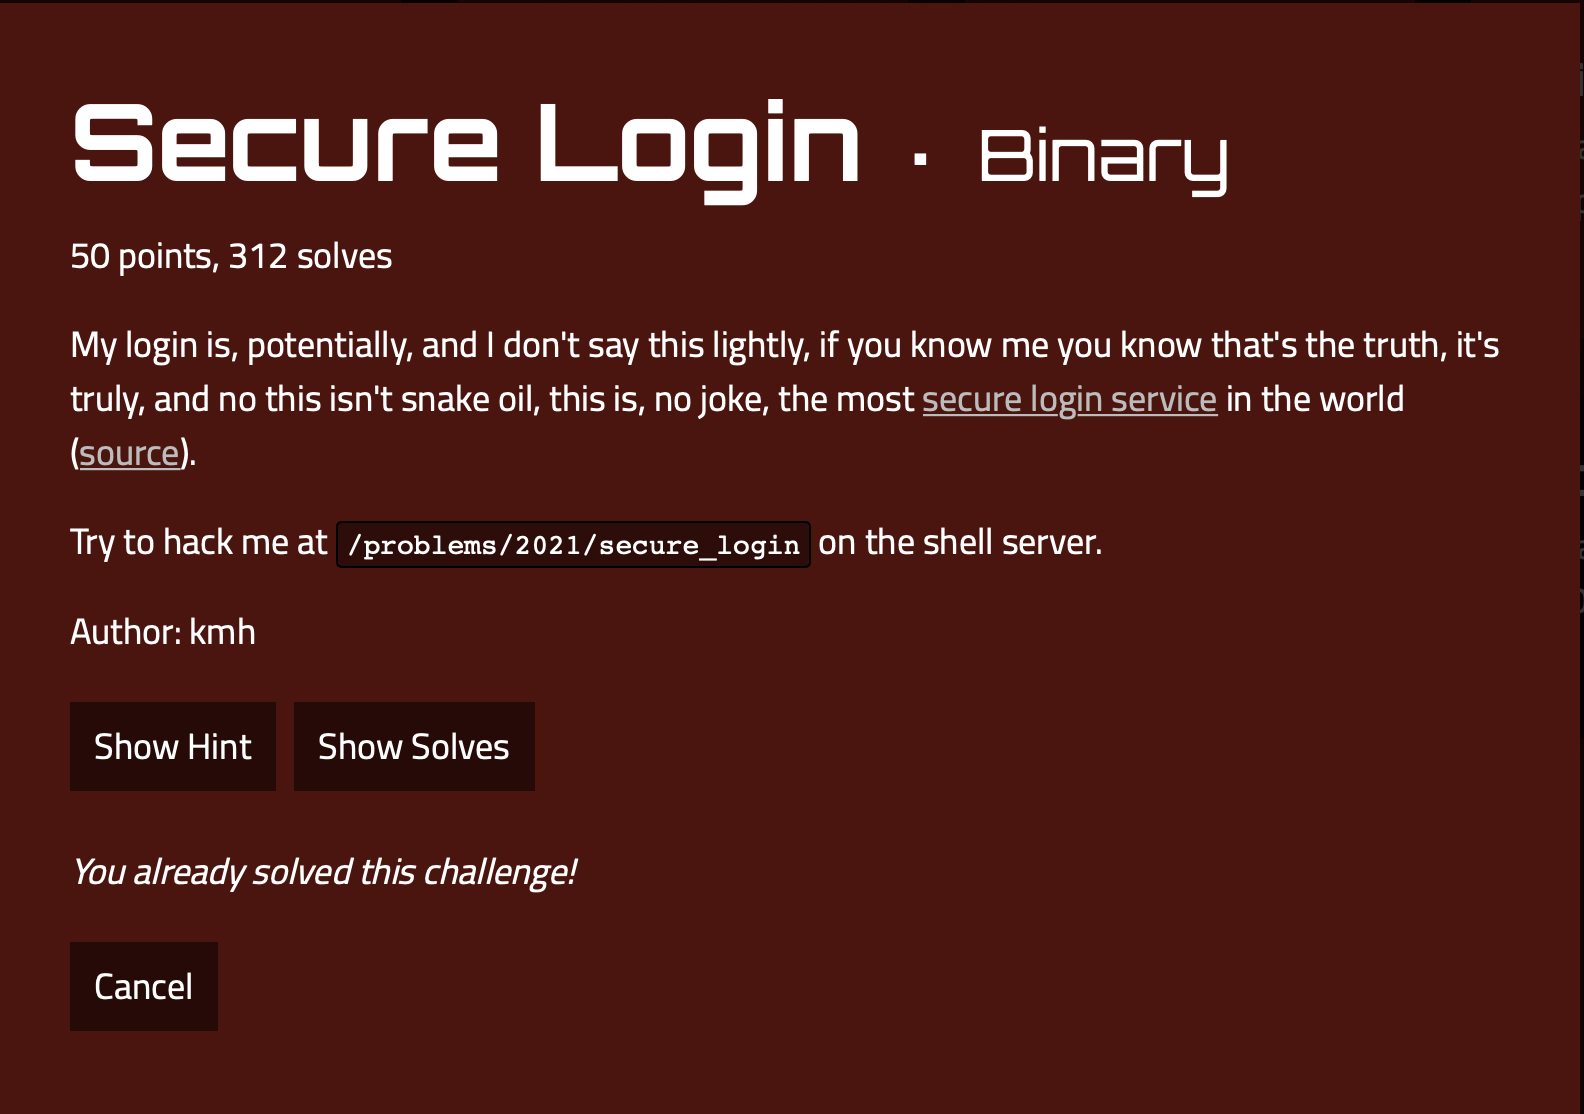 Secure Login · Binary
50 points, 312 solves
My login is, potentially, and I don't say this lightly, if you know me you know that's the truth, it's
truly, and no this isn't snake oil, this is, no joke, the most secure login service in the world
(source).
Try to hack me at /problems/2021/secure_login on the shell server.
Author: kmh
Show Hint Show Solves
You already solved this challenge!
Cancel